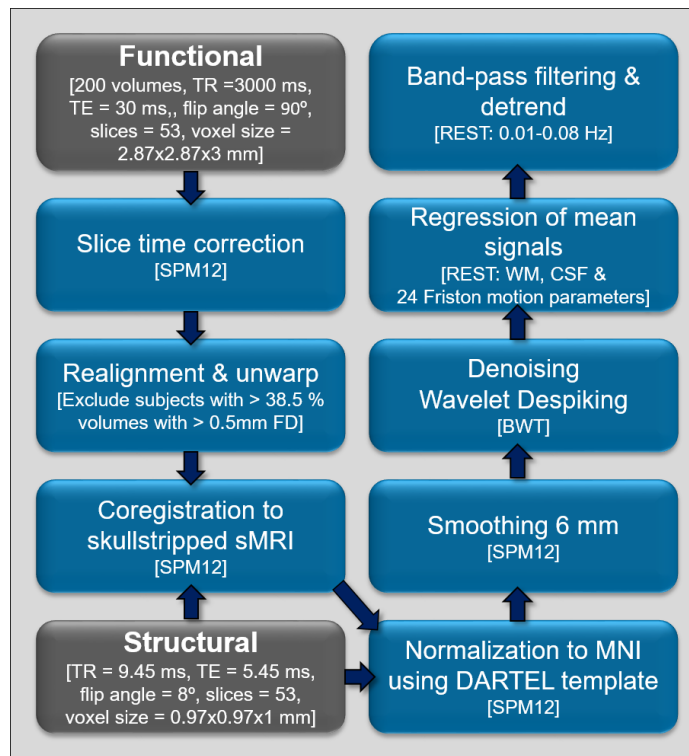 Functional
[200 volumes, TR =3000 ms,
TE = 30 ms,, flip angle = 90º,
slices = 53, voxel size =
2.87x2.87x3 mm]
Slice time correction
[SPM12]
Realignment & unwarp
[Exclude subjects with > 38.5 %
volumes with > 0.5mm FD]
Coregistration to
skullstripped sMRI
[SPM12]
Structural
[TR = 9.45 ms, TE = 5.45 ms,
flip angle = 8º, slices = 53,
voxel size = 0.97x0.97x1 mm]
Normalization to MNI
using DARTEL template
[SPM12]
Smoothing 6 mm
[SPM12]
Denoising
Wavelet Despiking
[BWT]
Regression of mean
signals
[REST: WM, CSF &
24 Friston motion parameters]
Band-pass filtering &
detrend
[REST: 0.01-0.08 Hz]